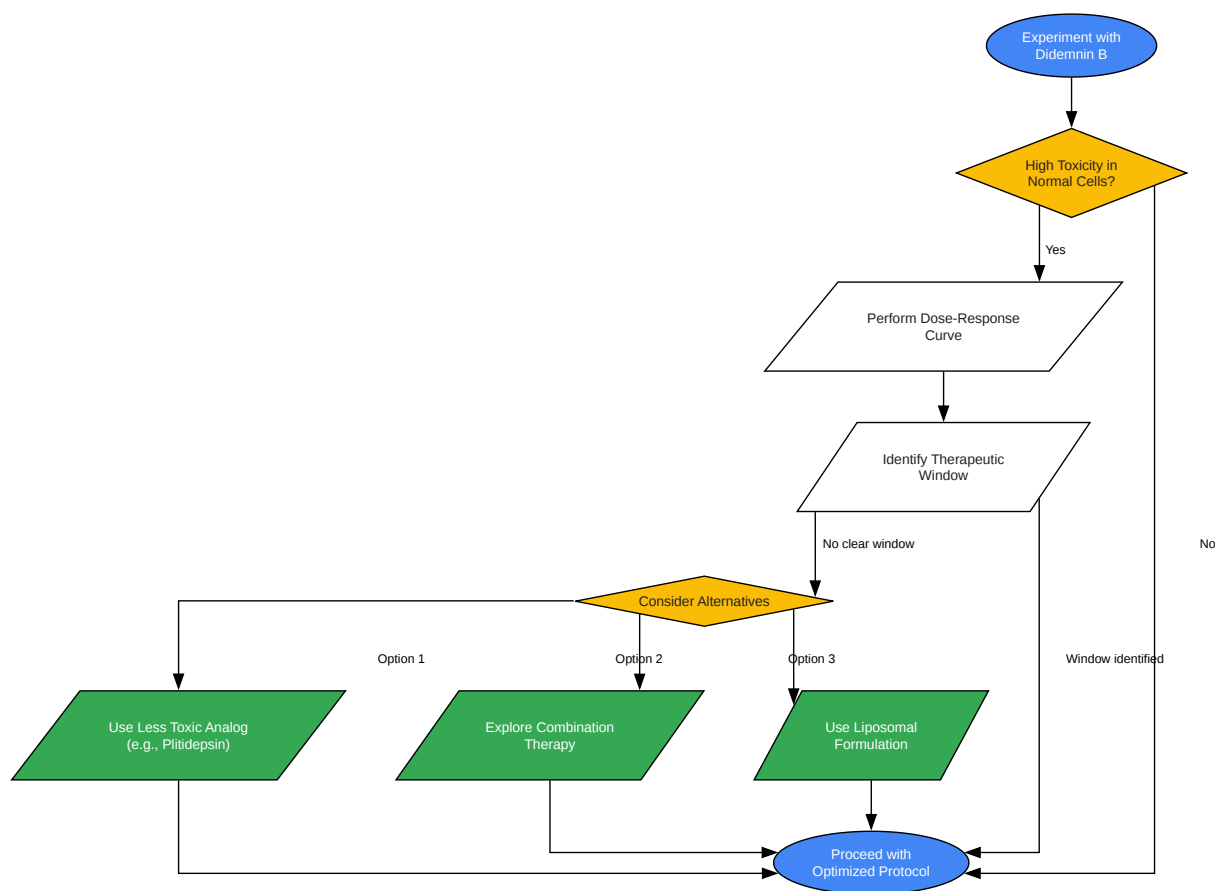 Experiment with
Didemnin B
High Toxicity in
Normal Cells?
Yes
Perform Dose-Response
Curve
Identify Therapeutic
Window
No clear window
No
Consider Alternatives
Option 1
Option 2
Option 3
Window identified
Use Less Toxic Analog
(e.g., Plitidepsin)
Explore Combination
Therapy
Use Liposomal
Formulation
Proceed with
Optimized Protocol